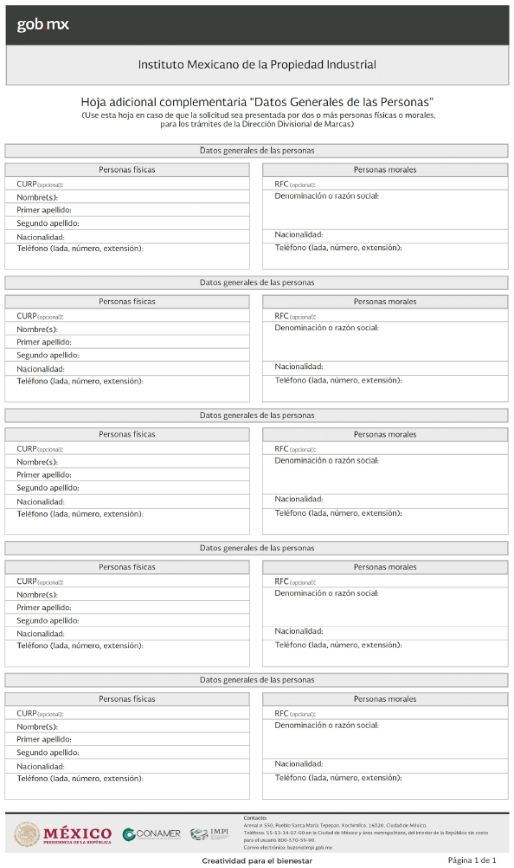 gob.mx
Instituto Mexicano de la Propiedad Industrial
Hoja adicional complementaria "Datos Generales de las Personas"
(Use esta hoja en caso de que la solicitud sea presentada por dos o más personas físicas o morales,
para los trámites de la Dirección Divisional de Marcas)
Datos generales de las personas
Personas físicas
CURP(opcional):
Nombre(s):
Primer apellido:
Segundo apellido:
Nacionalidad:
Teléfono (lada, número, extensión):
Personas morales
RFC (opcional):
Denominación o razón social:
Nacionalidad:
Teléfono (lada, número, extensión):
Datos generales de las personas
Personas físicas
CURP(opcional):
Nombre(s):
Primer apellido:
Segundo apellido:
Nacionalidad:
Teléfono (lada, número, extensión):
Personas morales
RFC (opcional):
Denominación o razón social:
Nacionalidad:
Teléfono (lada, número, extensión):
Datos generales de las personas
Personas físicas
CURP(opcional):
Nombre(s):
Primer apellido:
Segundo apellido:
Nacionalidad:
Teléfono (lada, número, extensión):
Personas morales
RFC (opcional):
Denominación o razón social:
Nacionalidad:
Teléfono (lada, número, extensión):
Datos generales de las personas
Personas físicas
CURP(opcional):
Nombre(s):
Primer apellido:
Segundo apellido:
Nacionalidad:
Teléfono (lada, número, extensión):
Personas morales
RFC (opcional):
Denominación o razón social:
Nacionalidad:
Teléfono (lada, número, extensión):
Datos generales de las personas
Personas físicas
CURP(opcional):
Nombre(s):
Primer apellido:
Segundo apellido:
Nacionalidad:
Teléfono (lada, número, extensión):
Personas morales
RFC (opcional):
Denominación o razón social:
Nacionalidad:
Teléfono (lada, número, extensión):
MÉXICO
PRESIDENCIA DE LA REPÚBLICA
CONAMER
IMPI
Contacto:
Arenal # 550, Pueblo Santa María Tepepan, Xochimilco, 16020, Ciudad de México.
Teléfono: 55-53-34-07-00 en la Ciudad de México y área metropolitana, del interior de la República sin costo
para el usuario 800-570-59-90.
Correo electrónico: buzon@impi.gob.mx
Creatividad para el bienestar
Página 1 de 1